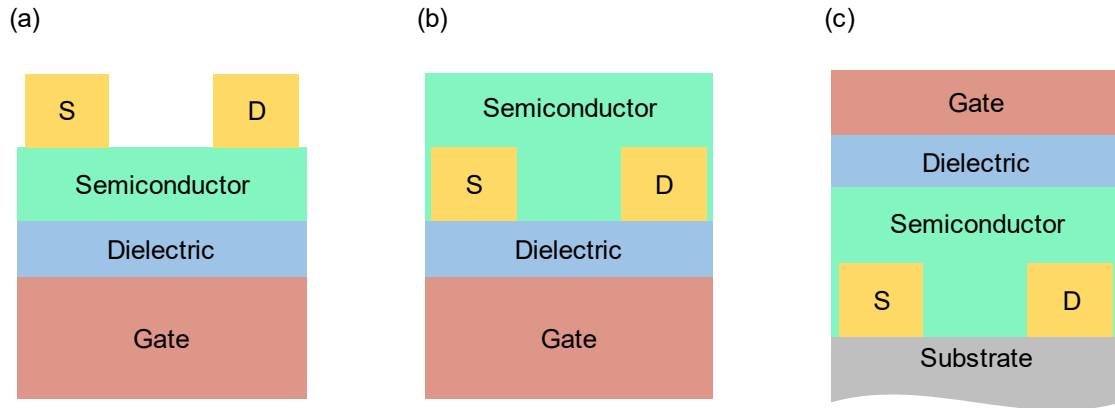 (a)
S
D
Semiconductor
Dielectric
Gate
(b)
Semiconductor
S
D
Dielectric
Gate
(c)
Gate
Dielectric
Semiconductor
S
D
Substrate